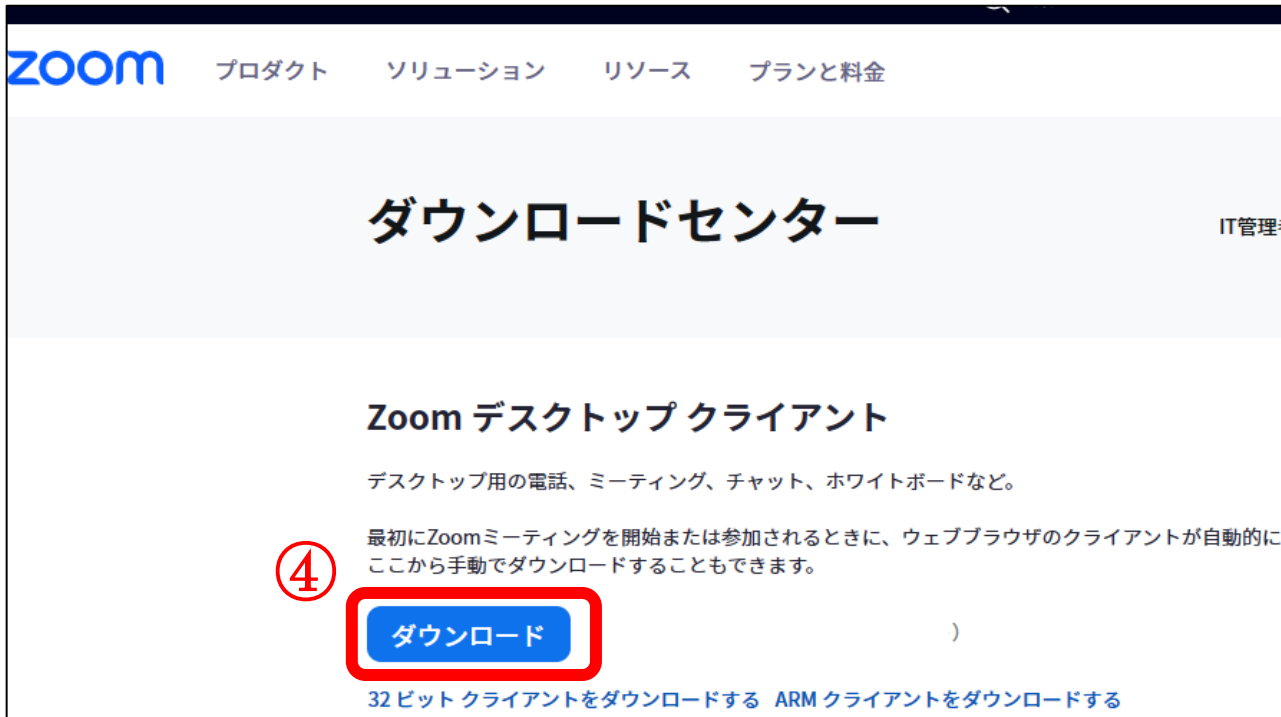 zoom プロダクト ソリューション リソース プランと料金
ダウンロードセンター
IT管理者
Zoom デスクトップ クライアント
デスクトップ用の電話、ミーティング、チャット、ホワイトボードなど。
最初にZoomミーティングを開始または参加されるときに、ウェブブラウザのクライアントが自動的に
ここから手動でダウンロードすることもできます。
④
ダウンロード )
32 ビット クライアントをダウンロードする ARM クライアントをダウンロードする